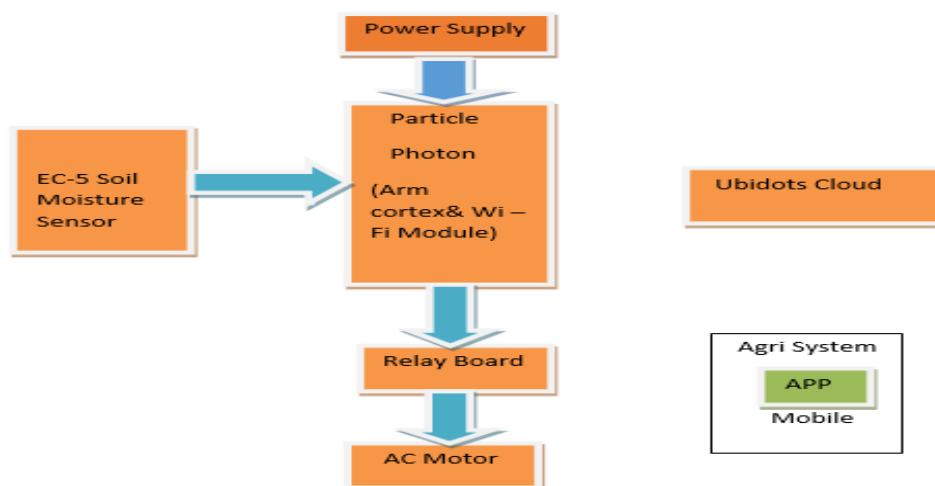 Power Supply
Particle
Photon
(Arm
cortex& Wi –
Fi Module)
EC-5 Soil
Moisture
Sensor
Ubidots Cloud
Relay Board
AC Motor
Agri System
APP
Mobile